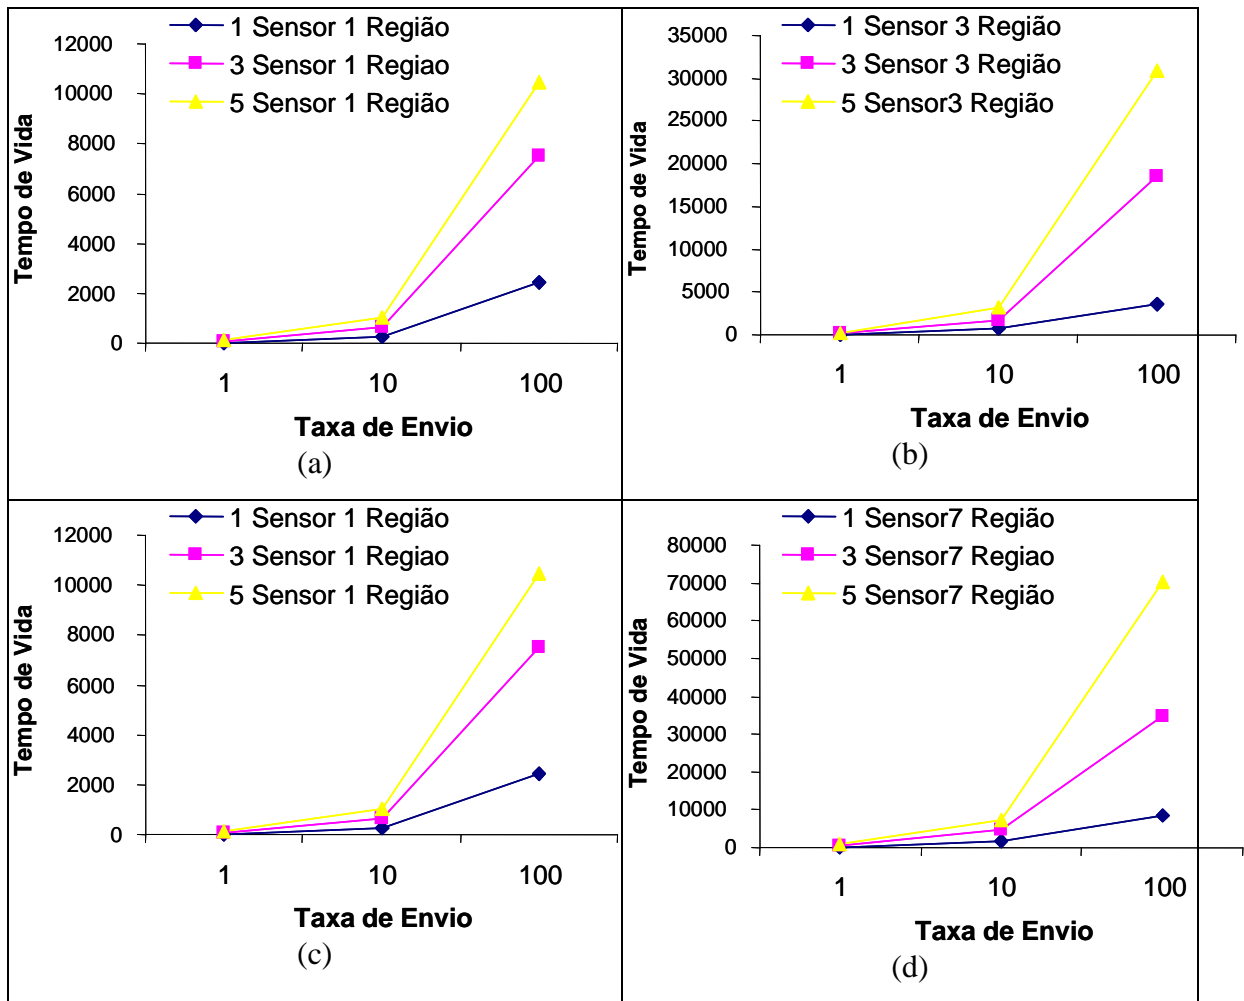 1 Sensor 1 Região
3 Sensor 1 Regiao
5 Sensor 1 Região
12000
10000
8000
6000
4000
2000
0
Tempo de Vida
1
10
100
Taxa de Envio
(a)
1 Sensor 3 Região
3 Sensor 3 Região
5 Sensor3 Região
35000
30000
25000
20000
15000
10000
5000
0
Tempo de Vida
1
10
100
Taxa de Envio
(b)
1 Sensor 1 Região
3 Sensor 1 Regiao
5 Sensor 1 Região
12000
10000
8000
6000
4000
2000
0
Tempo de Vida
1
10
100
Taxa de Envio
(c)
1 Sensor7 Região
3 Sensor7 Regiao
5 Sensor7 Região
80000
70000
60000
50000
40000
30000
20000
10000
0
Tempo de Vida
1
10
100
Taxa de Envio
(d)